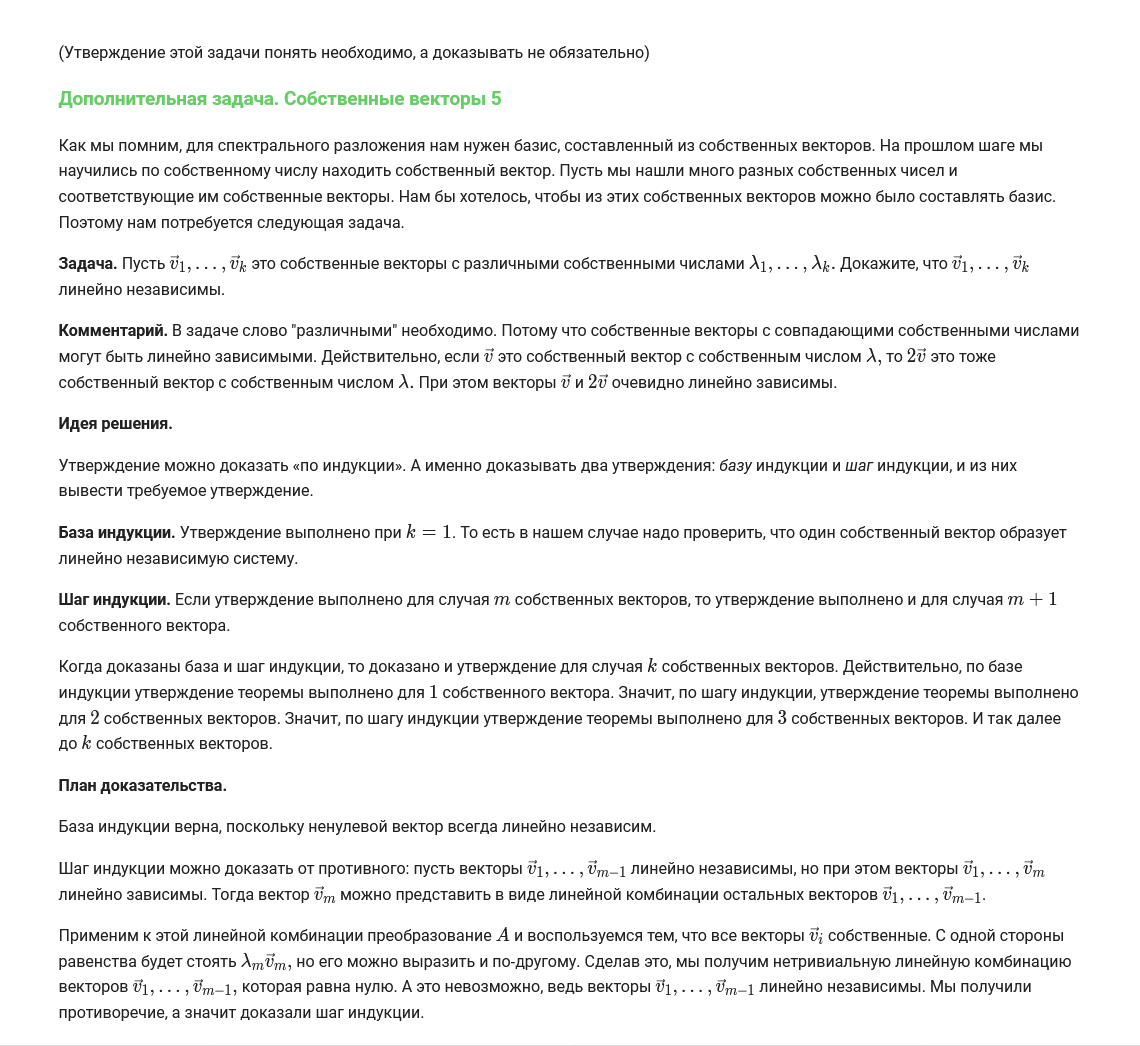 (Утверждение этой задачи понять необходимо, а доказывать не обязательно)
Дополнительная задача. Собственные векторы 5
Как мы помним, для спектрального разложения нам нужен базис, составленный из собственных векторов. На прошлом шаге мы
научились по собственному числу находить собственный вектор. Пусть мы нашли много разных собственных чисел и
соответствующие им собственные векторы. Нам бы хотелось, чтобы из этих собственных векторов можно было составлять базис.
Поэтому нам потребуется следующая задача.
Задача. Пусть $\vec{v}_1, \ldots, \vec{v}_k$ это собственные векторы с различными собственными числами $\lambda_1, \ldots, \lambda_k$. Докажите, что $\vec{v}_1, \ldots, \vec{v}_k$
линейно независимы.
Комментарий. В задаче слово "различными" необходимо. Потому что собственные векторы с совпадающими собственными числами
могут быть линейно зависимыми. Действительно, если $\vec{v}$ это собственный вектор с собственным числом $\lambda$, то $2\vec{v}$ это тоже
собственный вектор с собственным числом $\lambda$. При этом векторы $\vec{v}$ и $2\vec{v}$ очевидно линейно зависимы.
Идея решения.
Утверждение можно доказать «по индукции». А именно доказывать два утверждения: базу индукции и шаг индукции, и из них
вывести требуемое утверждение.
База индукции. Утверждение выполнено при $k = 1$. То есть в нашем случае надо проверить, что один собственный вектор образует
линейно независимую систему.
Шаг индукции. Если утверждение выполнено для случая $m$ собственных векторов, то утверждение выполнено и для случая $m + 1$
собственного вектора.
Когда доказаны база и шаг индукции, то доказано и утверждение для случая $k$ собственных векторов. Действительно, по базе
индукции утверждение теоремы выполнено для 1 собственного вектора. Значит, по шагу индукции, утверждение теоремы выполнено
для 2 собственных векторов. Значит, по шагу индукции утверждение теоремы выполнено для 3 собственных векторов. И так далее
до $k$ собственных векторов.
План доказательства.
База индукции верна, поскольку ненулевой вектор всегда линейно независим.
Шаг индукции можно доказать от противного: пусть векторы $\vec{v}_1, \ldots, \vec{v}_{m-1}$ линейно независимы, но при этом векторы $\vec{v}_1, \ldots, \vec{v}_m$
линейно зависимы. Тогда вектор $\vec{v}_m$ можно представить в виде линейной комбинации остальных векторов $\vec{v}_1, \ldots, \vec{v}_{m-1}$.
Применим к этой линейной комбинации преобразование $A$ и воспользуемся тем, что все векторы $\vec{v}_i$ собственные. С одной стороны
равенства будет стоять $\lambda_m \vec{v}_m$, но его можно выразить и по-другому. Сделав это, мы получим нетривиальную линейную комбинацию
векторов $\vec{v}_1, \ldots, \vec{v}_{m-1}$, которая равна нулю. А это невозможно, ведь векторы $\vec{v}_1, \ldots, \vec{v}_{m-1}$ линейно независимы. Мы получили
противоречие, а значит доказали шаг индукции.